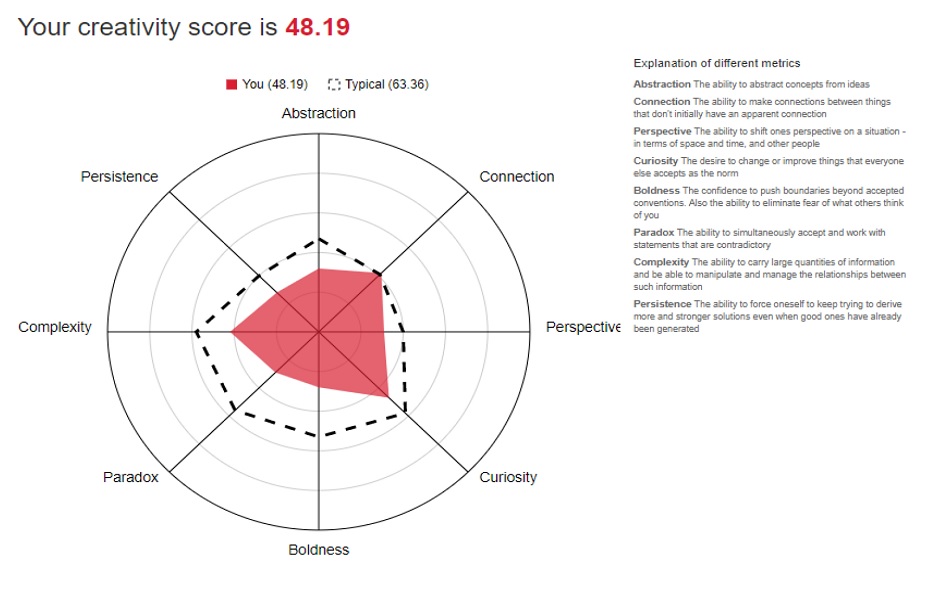 Your creativity score is 48.19
You (48.19) Typical (63.36)
Abstraction
Persistence
Connection
Complexity
Perspective
Paradox
Curiosity
Boldness
Explanation of different metrics
Abstraction The ability to abstract concepts from ideas
Connection The ability to make connections between things
that don't initially have an apparent connection
Perspective The ability to shift ones perspective on a situation -
in terms of space and time, and other people
Curiosity The desire to change or improve things that everyone
else accepts as the norm
Boldness The confidence to push boundaries beyond accepted
conventions. Also the ability to eliminate fear of what others think
of you
Paradox The ability to simultaneously accept and work with
statements that are contradictory
Complexity The ability to carry large quantities of information
and be able to manipulate and manage the relationships between
such information
Persistence The ability to force oneself to keep trying to derive
more and stronger solutions even when good ones have already
been generated